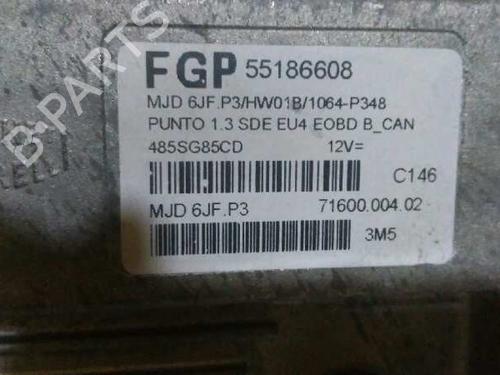 B-PARTS
FGP 55186608
MJD 6JF.P3/HW01B/1064-P348
PUNTO 1.3 SDE EU4 EOBD B_CAN
485SG85CD 12V=
C146
MJD 6JF.P3 71600.004.02
3M5